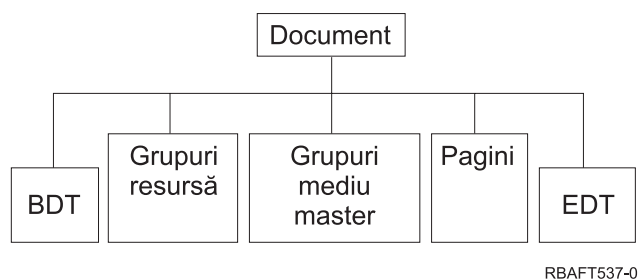 Document
BDT
Grupuri
resursă
Grupuri
mediu
master
Pagini
EDT
RBAFT537-0